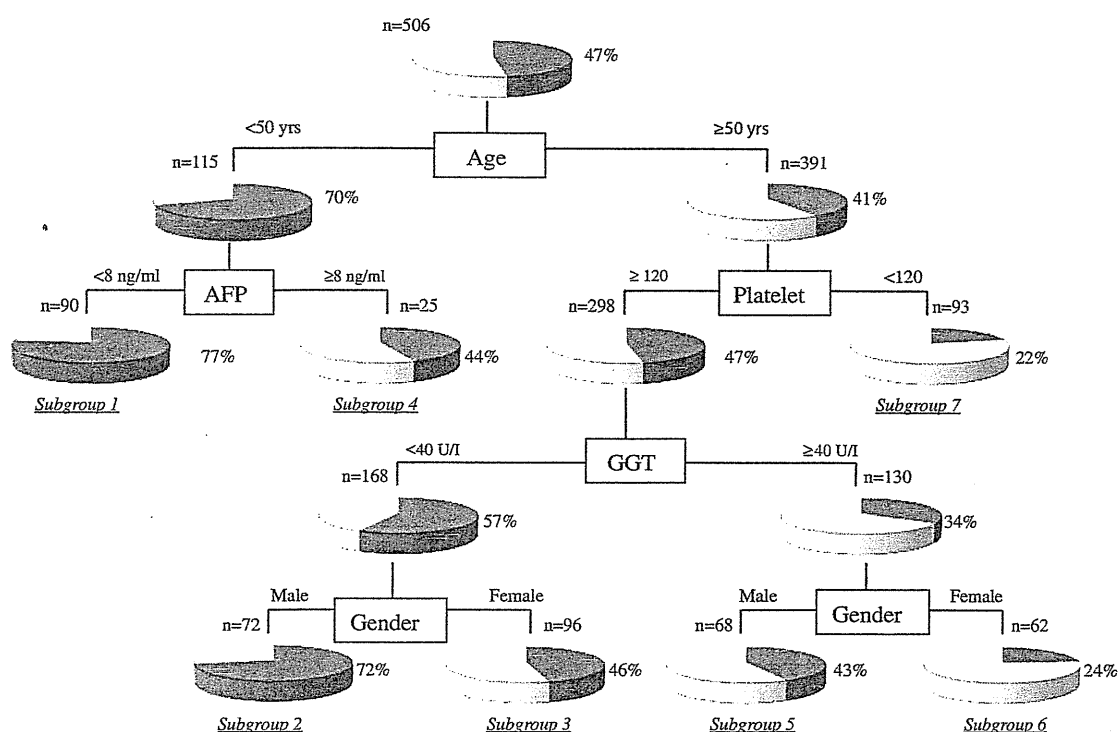 n=506
47%
<50 yrs
≥50 yrs
Age
n=115
n=391
70%
41%
<8 ng/ml
≥8 ng/ml
AFP
≥ 120
<120
Platelet
n=90
n=25
n=298
n=93
77%
44%
47%
22%
Subgroup 1
Subgroup 4
Subgroup 7
<40 U/I
≥40 U/I
GGT
n=168
n=130
57%
34%
Male
Female
Male
Female
Gender
Gender
n=72
n=96
n=68
n=62
72%
46%
43%
24%
Subgroup 2
Subgroup 3
Subgroup 5
Subgroup 6